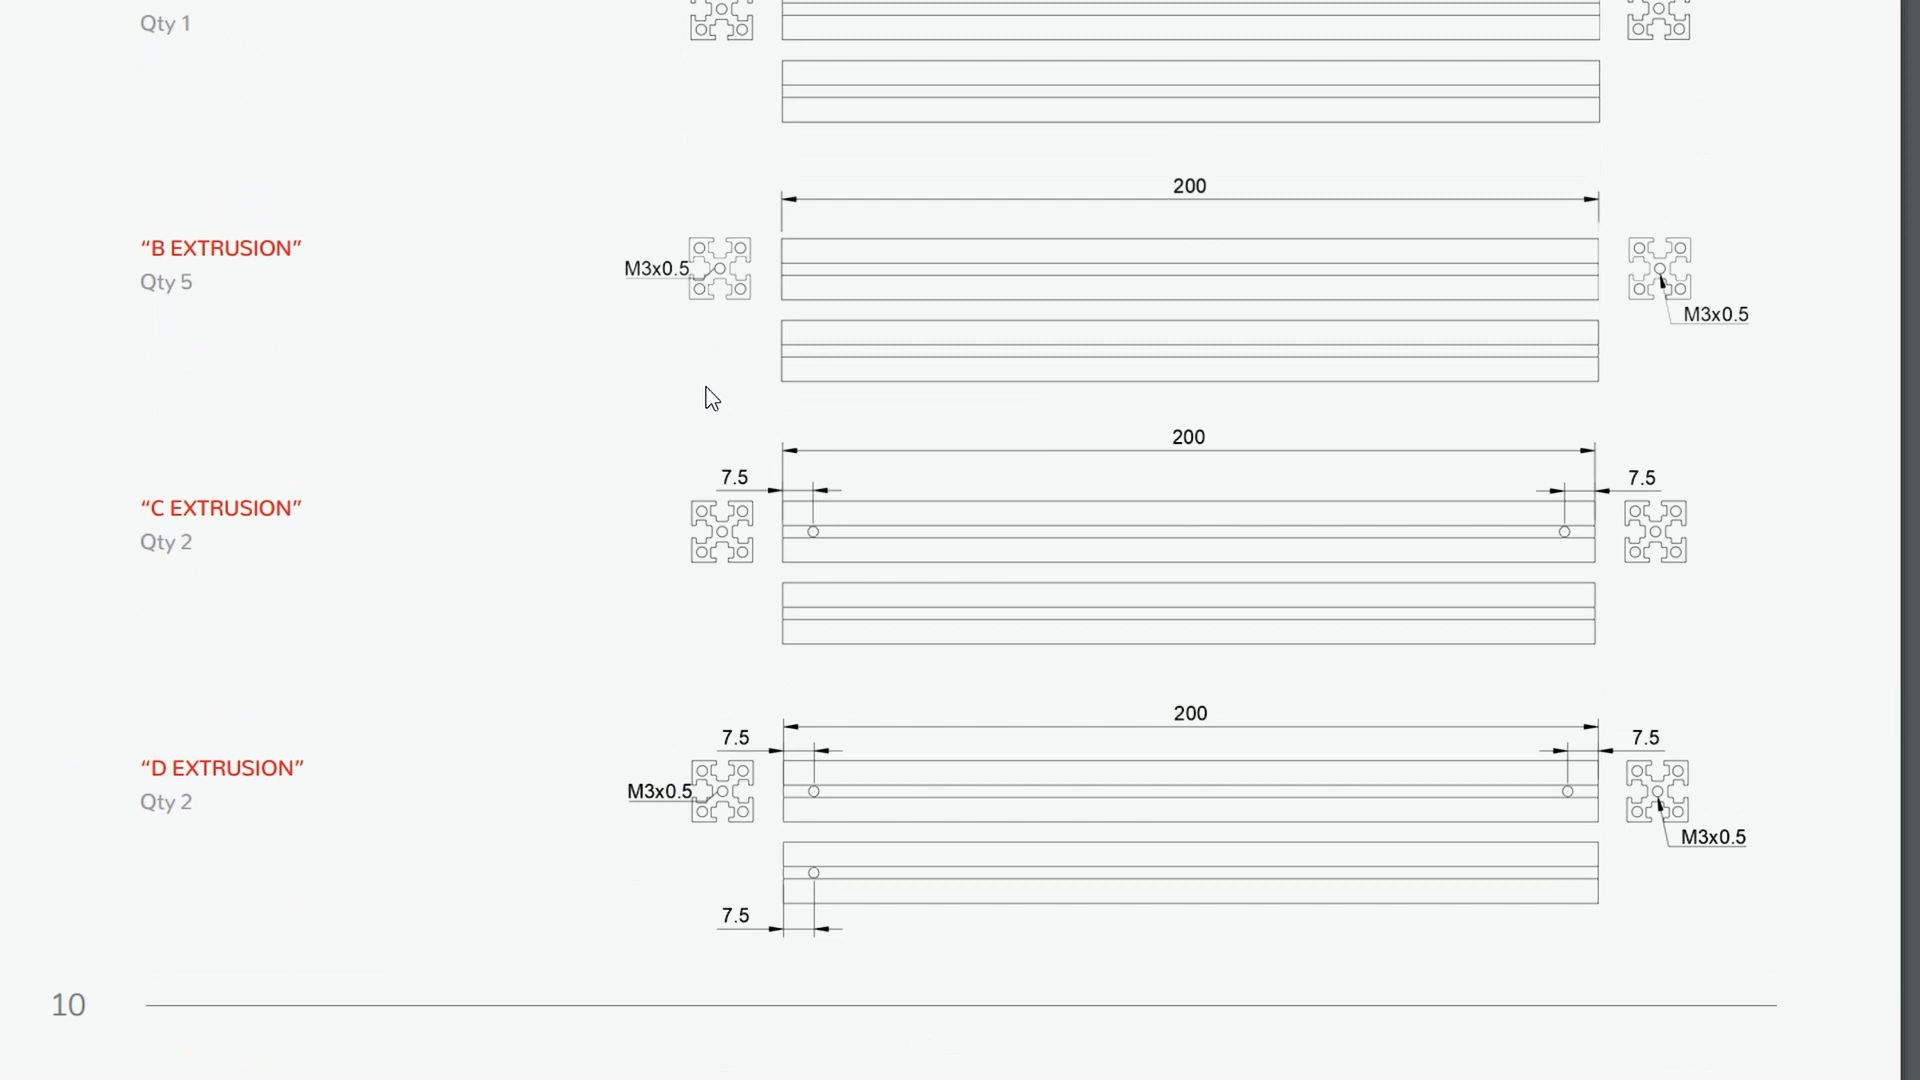 Qty 1
200
“B EXTRUSION”
Qty 5
M3x0.5
M3x0.5
200
7.5
7.5
“C EXTRUSION”
Qty 2
200
7.5
7.5
“D EXTRUSION”
Qty 2
M3x0.5
M3x0.5
7.5
10